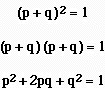 (p + q)² = 1
(p + q) (p + q) = 1
p² + 2pq + q² = 1